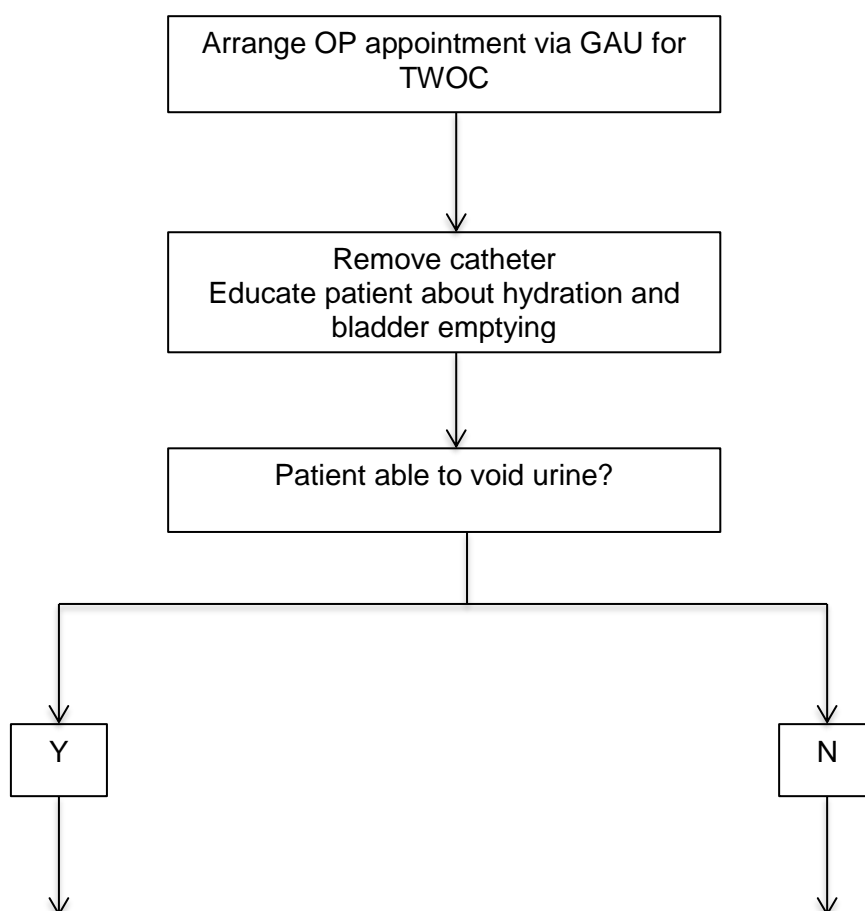 Arrange OP appointment via GAU for
TWOC
Remove catheter
Educate patient about hydration and
bladder emptying
Patient able to void urine?
Y
N